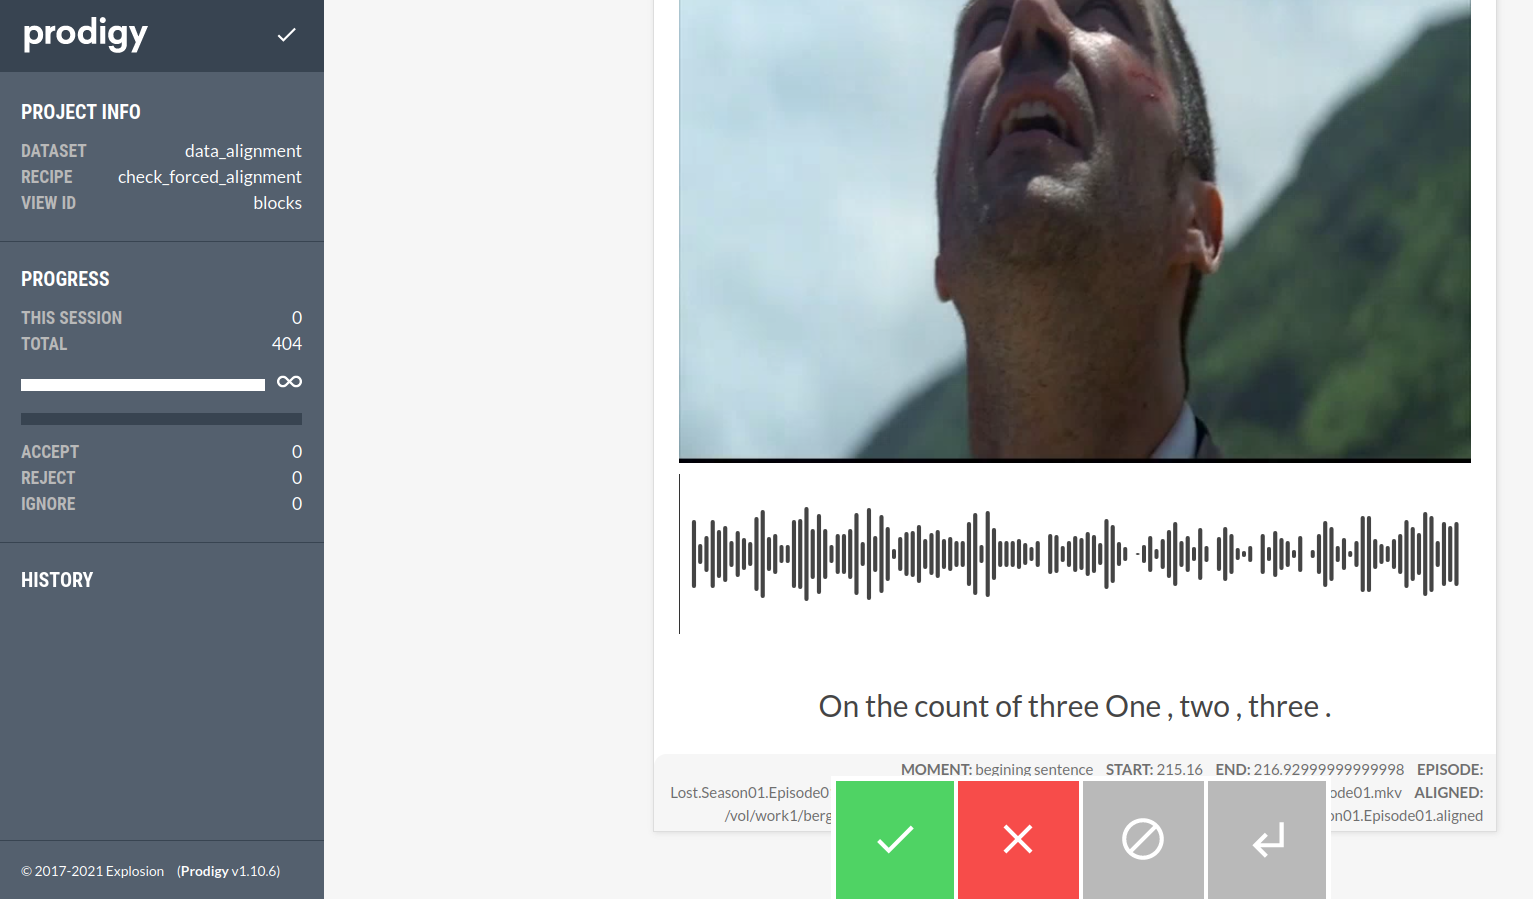 prodigy
PROJECT INFO
DATASET data_alignment
RECIPE check_forced_alignment
VIEW ID blocks
PROGRESS
THIS SESSION 0
TOTAL 404
∞
ACCEPT 0
REJECT 0
IGNORE 0
HISTORY
© 2017-2021 Explosion (Prodigy v1.10.6)
On the count of three One , two , three .
MOMENT: begining sentence START: 215.16 END: 216.92999999999998 EPISODE:
Lost.Season01.Episode0 ode01.mkv ALIGNED:
/vol/work1/berg on01.Episode01.aligned